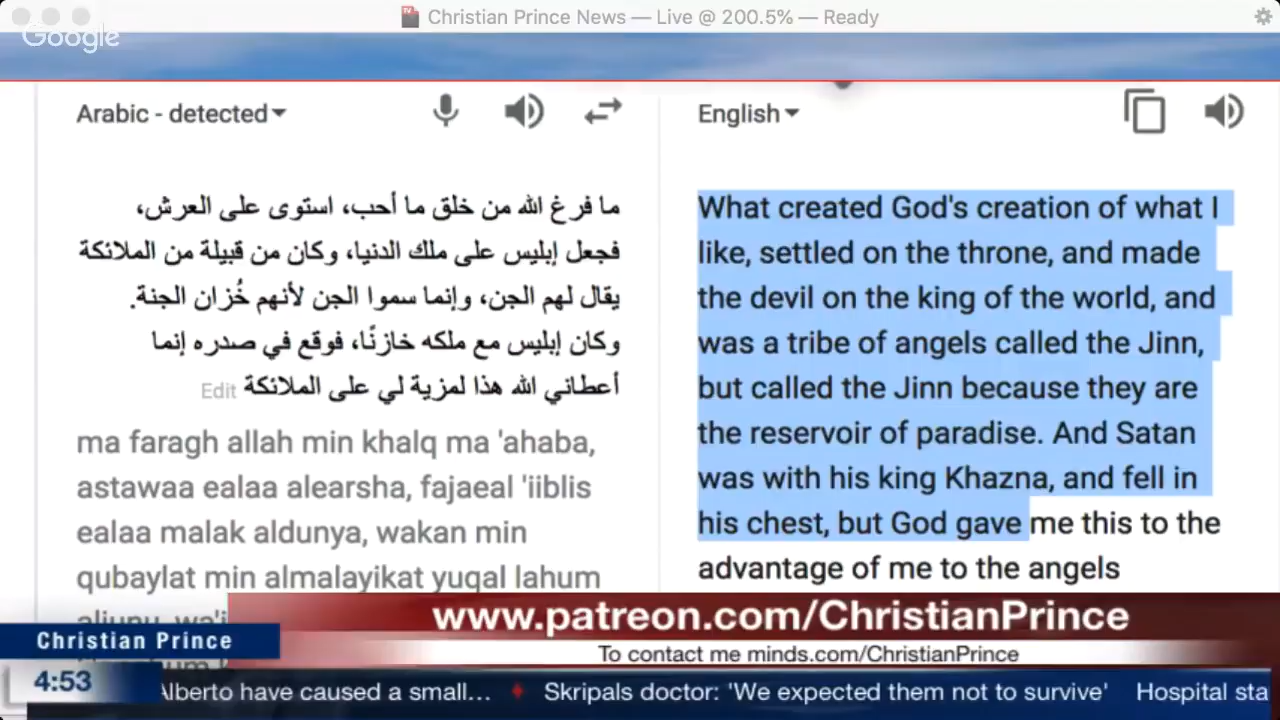 Christian Prince News — Live @ 200.5% — Ready
Google
Arabic - detected
English
ما فرغ الله من خلق ما أحب، استوى على العرش،
فجعل إبليس على ملك الدنيا، وكان من قبيلة من الملائكة
يقال لهم الجن، وإنما سموا الجن لأنهم خُزان الجنة.
وكان إبليس مع ملكه خازنًا، فوقع في صدره إنما
أعطاني الله هذا لمزية لي على الملائكة
Edit
ma faragh allah min khalq ma 'ahaba,
astawaa ealaa alearsha, fajaeal 'iiblis
ealaa malak aldunya, wakan min
qubaylat min almalayikat yuqal lahum
What created God's creation of what I
like, settled on the throne, and made
the devil on the king of the world, and
was a tribe of angels called the Jinn,
but called the Jinn because they are
the reservoir of paradise. And Satan
was with his king Khazna, and fell in
his chest, but God gave me this to the
advantage of me to the angels
www.patreon.com/ChristianPrince
To contact me minds.com/ChristianPrince
Christian Prince
4:53
Alberto have caused a small... Skripals doctor: 'We expected them not to survive' Hospital sta